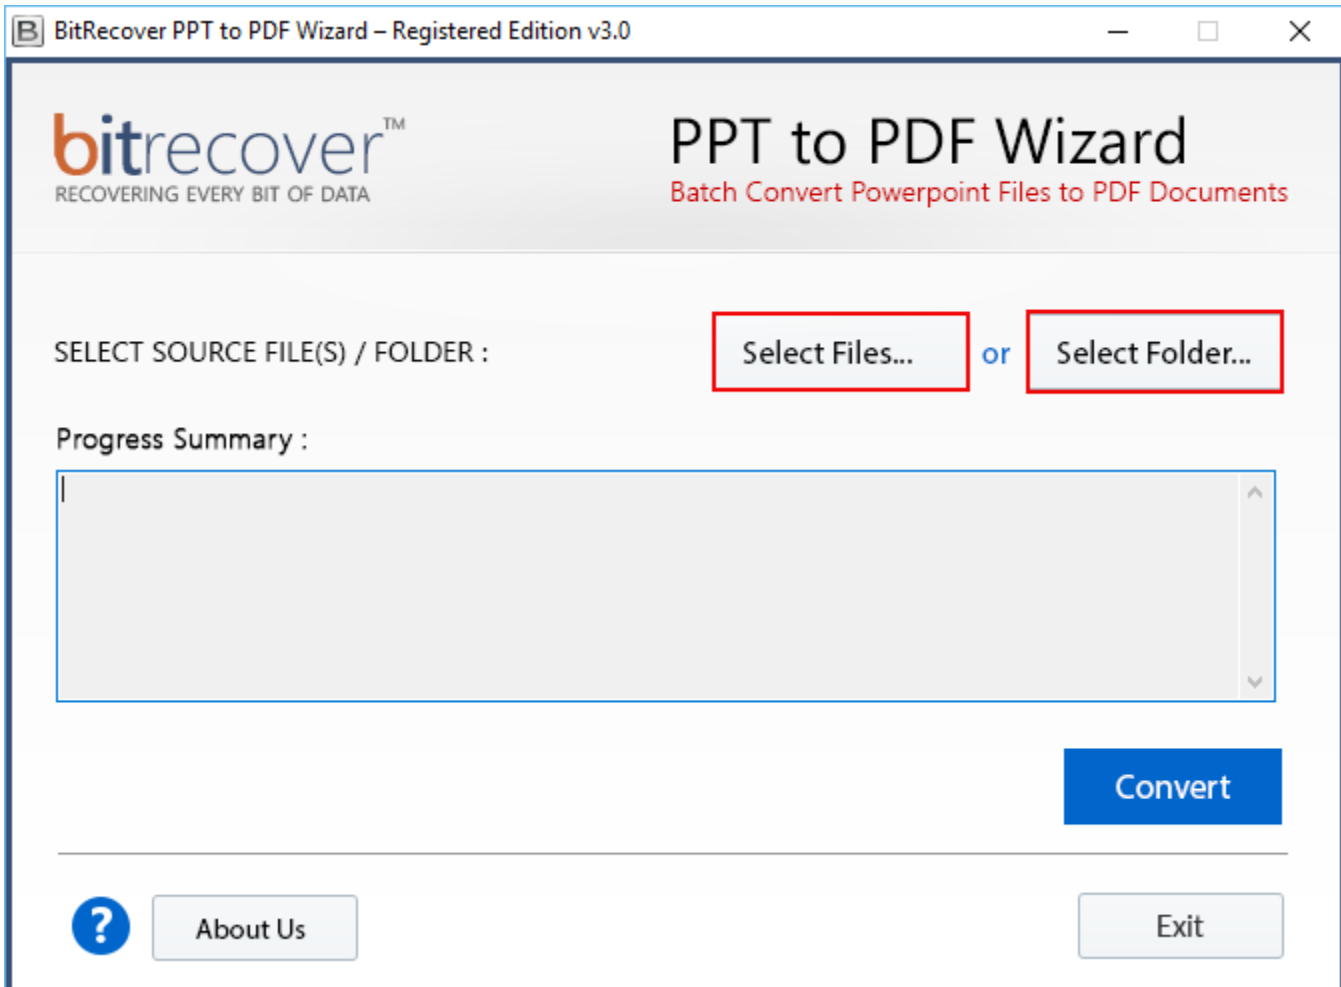 B BitRecover PPT to PDF Wizard – Registered Edition v3.0
bitrecover™
RECOVERING EVERY BIT OF DATA
PPT to PDF Wizard
Batch Convert Powerpoint Files to PDF Documents
SELECT SOURCE FILE(S) / FOLDER : Select Files... or Select Folder...
Progress Summary :
Convert
? About Us Exit